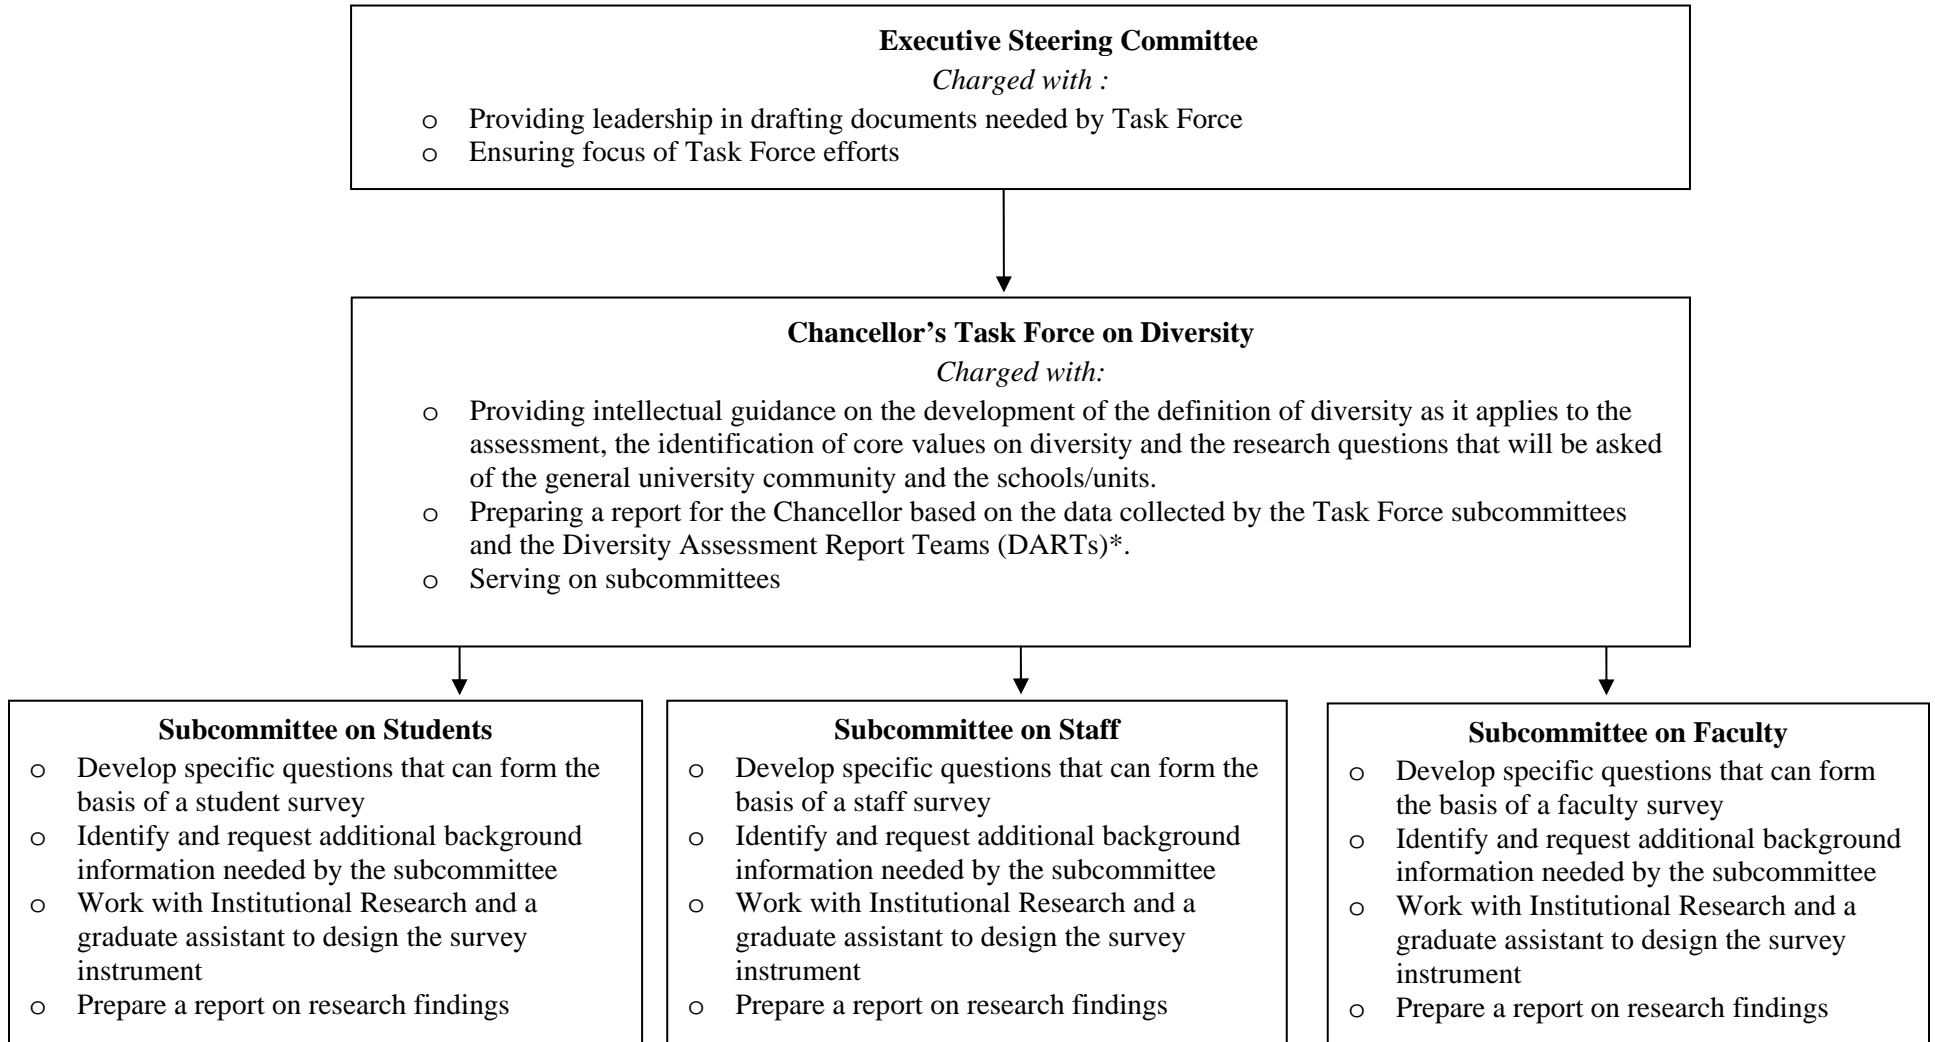 Executive Steering Committee
Charged with :
o Providing leadership in drafting documents needed by Task Force
o Ensuring focus of Task Force efforts
Chancellor’s Task Force on Diversity
Charged with:
o Providing intellectual guidance on the development of the definition of diversity as it applies to the
assessment, the identification of core values on diversity and the research questions that will be asked
of the general university community and the schools/units.
o Preparing a report for the Chancellor based on the data collected by the Task Force subcommittees
and the Diversity Assessment Report Teams (DARTs)*.
o Serving on subcommittees
Subcommittee on Students
o Develop specific questions that can form the
basis of a student survey
o Identify and request additional background
information needed by the subcommittee
o Work with Institutional Research and a
graduate assistant to design the survey
instrument
o Prepare a report on research findings
Subcommittee on Staff
o Develop specific questions that can form the
basis of a staff survey
o Identify and request additional background
information needed by the subcommittee
o Work with Institutional Research and a
graduate assistant to design the survey
instrument
o Prepare a report on research findings
Subcommittee on Faculty
o Develop specific questions that can form
the basis of a faculty survey
o Identify and request additional background
information needed by the subcommittee
o Work with Institutional Research and a
graduate assistant to design the survey
instrument
o Prepare a report on research findings